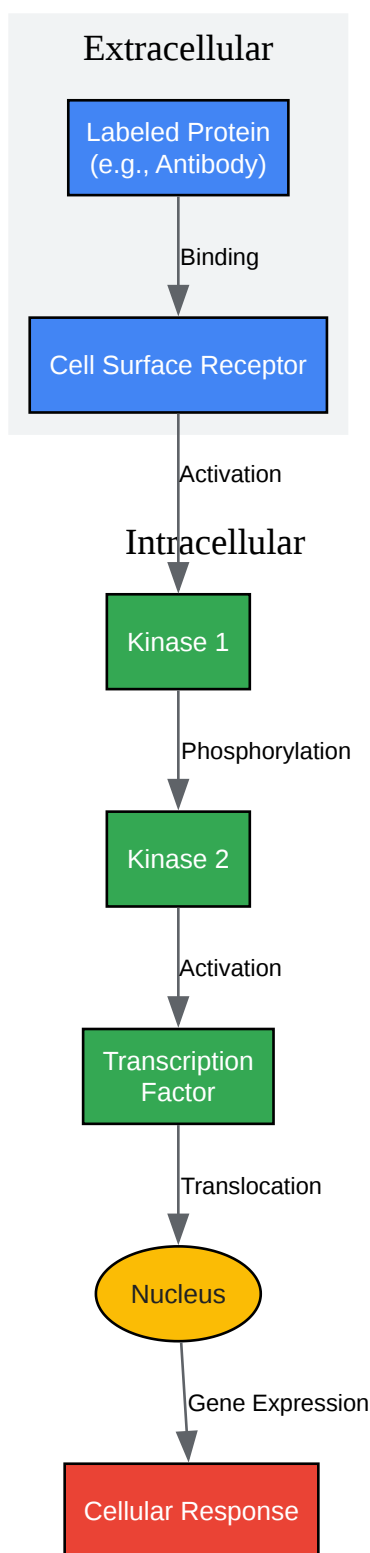 Extracellular
Labeled Protein
(e.g., Antibody)
Binding
Cell Surface Receptor
Activation
Intracellular
Kinase 1
Phosphorylation
Kinase 2
Activation
Transcription
Factor
Translocation
Nucleus
Gene Expression
Cellular Response